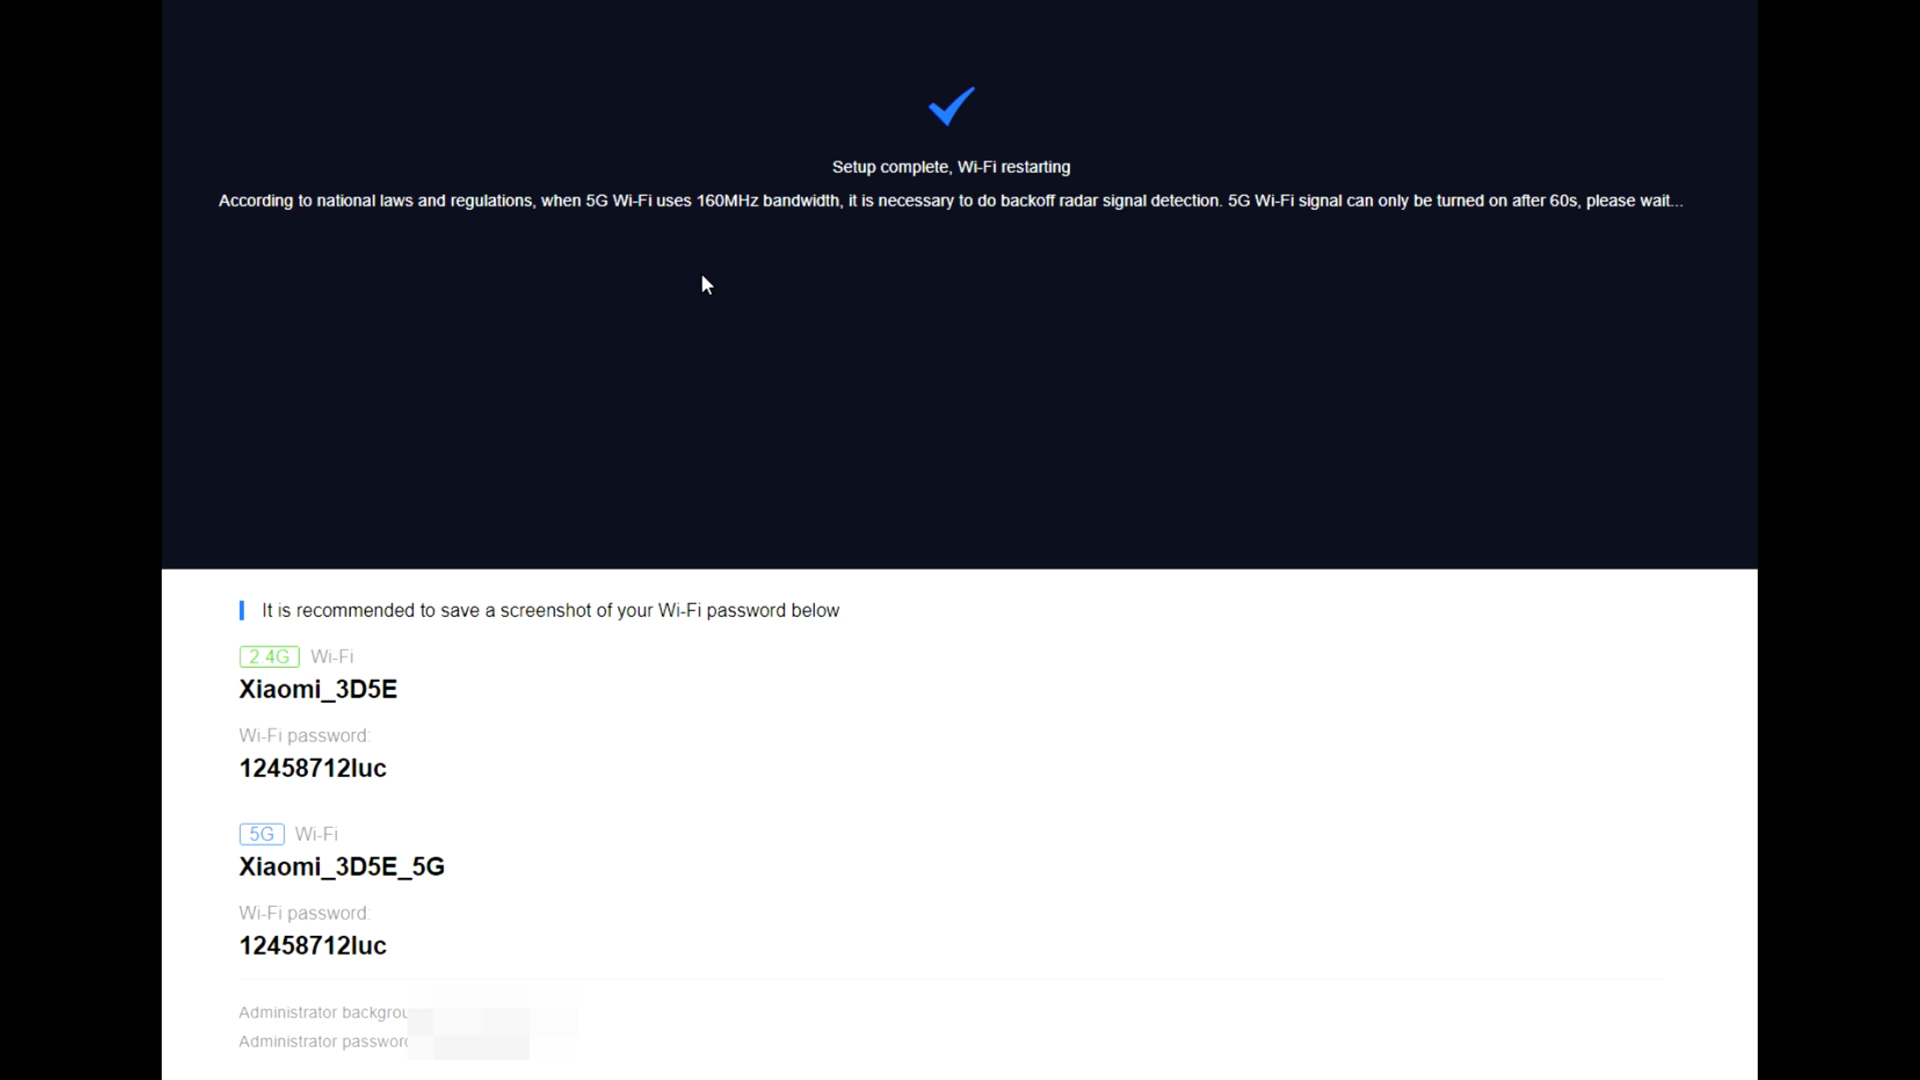 Setup complete, Wi-Fi restarting
According to national laws and regulations, when 5G Wi-Fi uses 160MHz bandwidth, it is necessary to do backoff radar signal detection. 5G Wi-Fi signal can only be turned on after 60s, please wait...
It is recommended to save a screenshot of your Wi-Fi password below
2.4G Wi-Fi
Xiaomi_3D5E
Wi-Fi password:
12458712luc
5G Wi-Fi
Xiaomi_3D5E_5G
Wi-Fi password:
12458712luc
Administrator
Administrator